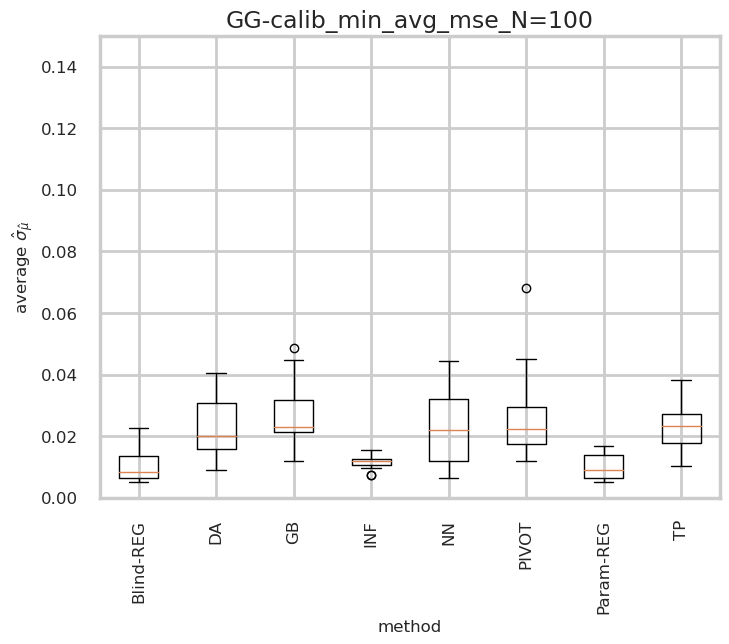 GG-calib_min_avg_mse_N=100
0.14
0.12
0.10
0.08
0.06
0.04
0.02
0.00
average σ̂_μ̂
Blind-REG
DA
GB
INF
NN
PIVOT
Param-REG
TP
method